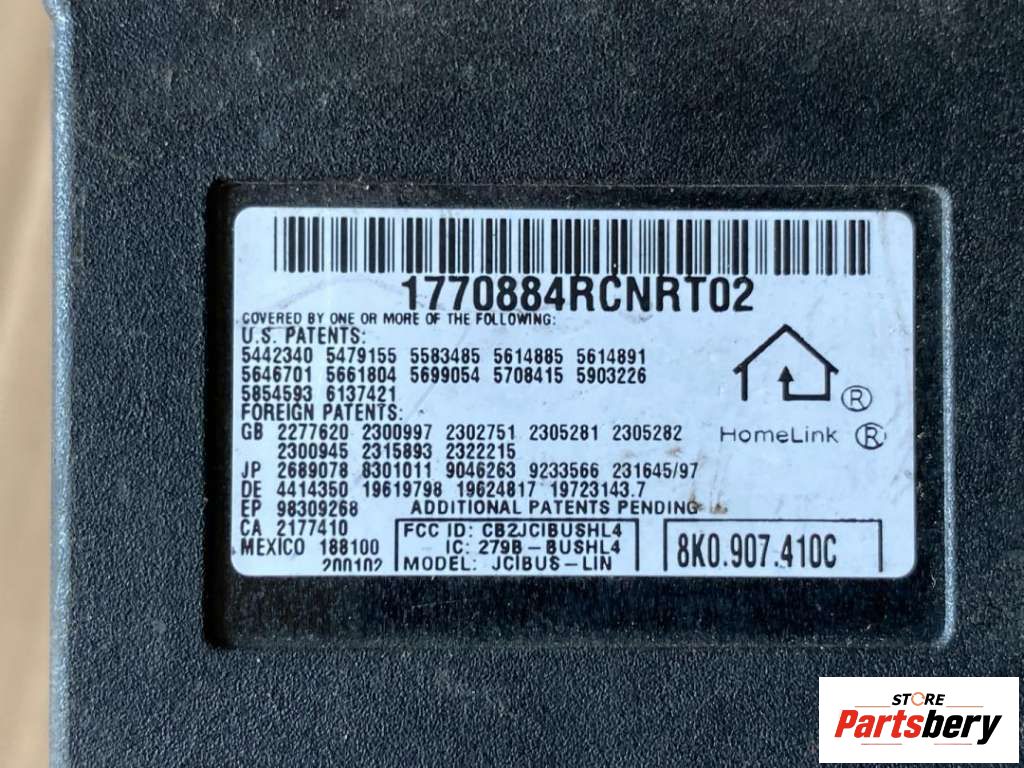 1770884RCNRT02
COVERED BY ONE OR MORE OF THE FOLLOWING:
U.S. PATENTS:
5442340 5479155 5583485 5614885 5614891
5646701 5661804 5699054 5708415 5903226
5854593 6137421
FOREIGN PATENTS:
GB 2277620 2300997 2302751 2305281 2305282
2300945 2315893 2322215
JP 2689078 8301011 9046263 9233566 231645/97
DE 4414350 19619798 19624817 19723143.7
EP 98309268 ADDITIONAL PATENTS PENDING
CA 2177410
MEXICO 188100
200102
®
HomeLink ®
FCC ID: CB2JCIBUSHL4
IC: 279B-BUSHL4
MODEL: JCIBUS-LIN
8K0.907.410C
STORE
Partsbery